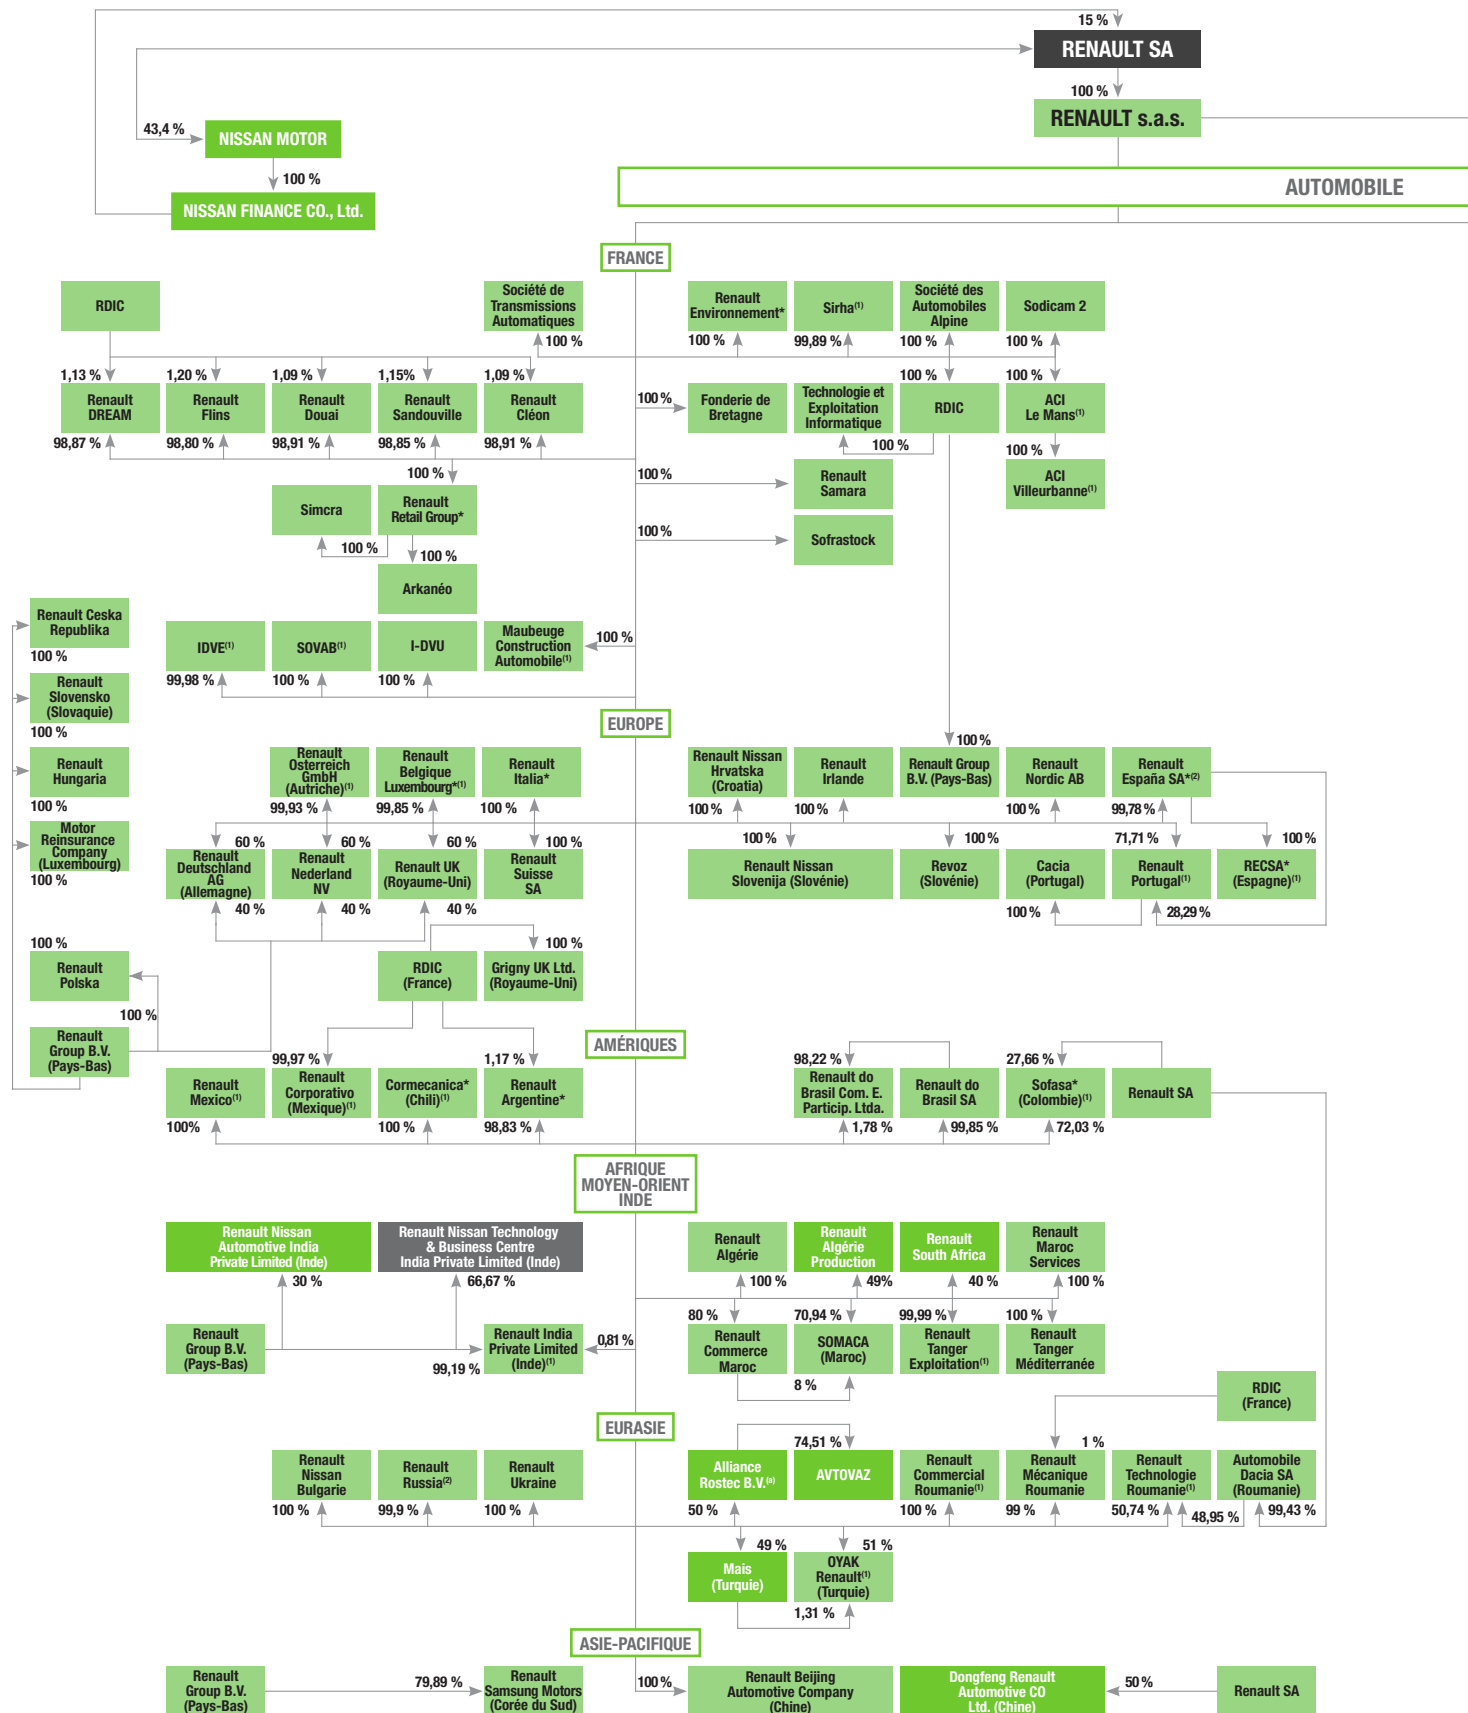 15 %
RENAULT SA
100 %
RENAULT s.a.s.
43,4 %
NISSAN MOTOR
100 %
NISSAN FINANCE CO., Ltd.
AUTOMOBILE
FRANCE
RDIC
Société de
Transmissions
Automatiques
100 %
Renault
Environnement*
100 %
Sirha(1)
99,89 %
Société des
Automobiles
Alpine
100 %
Sodicam 2
100 %
1,13 %
Renault
DREAM
98,87 %
1,20 %
Renault
Flins
98,80 %
1,09 %
Renault
Douai
98,91 %
1,15%
Renault
Sandouville
98,85 %
1,09 %
Renault
Cléon
98,91 %
100 %
Fonderie de
Bretagne
Technologie et
Exploitation
Informatique
100 %
100 %
RDIC
100 %
ACI
Le Mans(1)
100 %
ACI
Villeurbanne(1)
100 %
Renault
Retail Group*
Simcra
100 %
100 %
Arkanéo
100 %
Renault
Samara
100 %
Sofrastock
IDVE(1)
99,98 %
SOVAB(1)
100 %
I-DVU
100 %
Maubeuge
Construction
Automobile(1)
100 %
Renault Ceska
Republika
100 %
Renault
Slovensko
(Slovaquie)
100 %
Renault
Hungaria
100 %
Motor
Reinsurance
Company
(Luxembourg)
100 %
EUROPE
Renault
Osterreich
GmbH
(Autriche)(1)
99,93 %
Renault
Belgique
Luxembourg*(1)
99,85 %
Renault
Italia*
100 %
Renault Nissan
Hrvatska
(Croatia)
100 %
Renault
Irlande
100 %
100 %
Renault Group
B.V. (Pays-Bas)
Renault
Nordic AB
100 %
Renault
España SA*(2)
99,78 %
60 %
Renault
Deutschland
AG
(Allemagne)
40 %
60 %
Renault
Nederland
NV
40 %
60 %
Renault UK
(Royaume-Uni)
40 %
100 %
Renault
Suisse
SA
100 %
Renault Nissan
Slovenija (Slovénie)
100 %
Revoz
(Slovénie)
Cacia
(Portugal)
100 %
71,71 %
Renault
Portugal(1)
28,29 %
100 %
RECSA*
(Espagne)(1)
100 %
Renault
Polska
100 %
Renault
Group B.V.
(Pays-Bas)
RDIC
(France)
100 %
Grigny UK Ltd.
(Royaume-Uni)
AMÉRIQUES
Renault
Mexico(1)
100%
99,97 %
Renault
Corporativo
(Mexique)(1)
Cormecanica*
(Chili)(1)
100 %
1,17 %
Renault
Argentine*
98,83 %
98,22 %
Renault do
Brasil Com. E.
Particip. Ltda.
1,78 %
Renault do
Brasil SA
99,85 %
27,66 %
Sofasa*
(Colombie)(1)
72,03 %
Renault SA
AFRIQUE
MOYEN-ORIENT
INDE
Renault Nissan
Automotive India
Private Limited (Inde)
30 %
Renault Nissan Technology
& Business Centre
India Private Limited (Inde)
66,67 %
Renault
Algérie
100 %
Renault
Algérie
Production
49%
Renault
South Africa
40 %
Renault
Maroc
Services
100 %
Renault
Group B.V.
(Pays-Bas)
99,19 %
Renault India
Private Limited
(Inde)(1)
0,81 %
80 %
Renault
Commerce
Maroc
8 %
70,94 %
SOMACA
(Maroc)
99,99 %
Renault
Tanger
Exploitation(1)
100 %
Renault
Tanger
Méditerranée
RDIC
(France)
EURASIE
Renault
Nissan
Bulgarie
100 %
Renault
Russia(2)
99,9 %
Renault
Ukraine
100 %
Alliance
Rostec B.V.(a)
50 %
74,51 %
AVTOVAZ
Renault
Commercial
Roumanie(1)
100 %
1 %
Renault
Mécanique
Roumanie
99 %
Renault
Technologie
Roumanie(1)
50,74 %
48,95 %
Automobile
Dacia SA
(Roumanie)
99,43 %
49 %
Mais
(Turquie)
51 %
OYAK
Renault(1)
(Turquie)
1,31 %
ASIE-PACIFIQUE
Renault
Group B.V.
(Pays-Bas)
79,89 %
Renault
Samsung Motors
(Corée du Sud)
100 %
Renault Beijing
Automotive Company
(Chine)
Dongfeng Renault
Automotive CO
Ltd. (Chine)
50 %
Renault SA